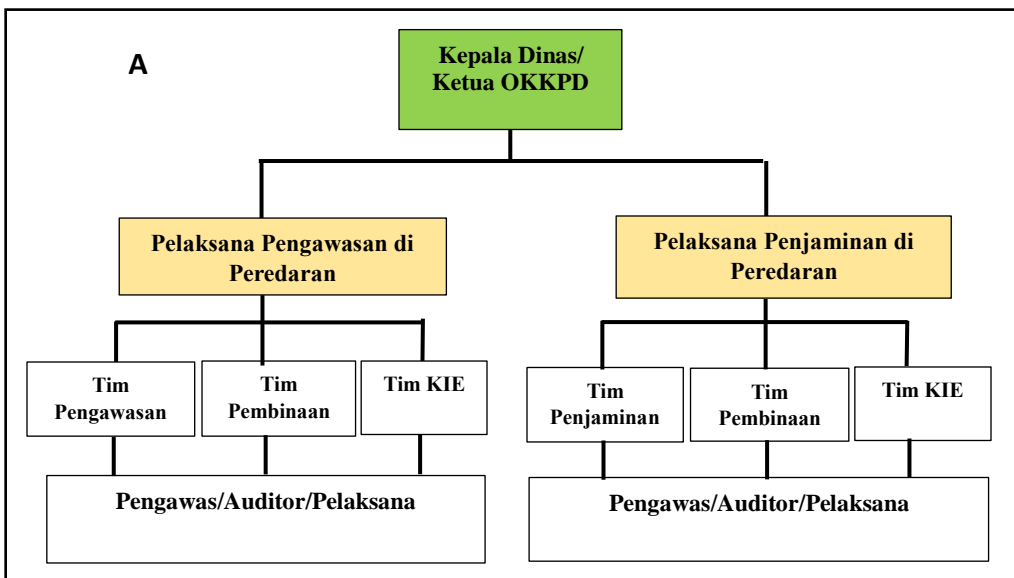 A
Kepala Dinas/
Ketua OKKPD
Pelaksana Pengawasan di
Peredaran
Pelaksana Penjaminan di
Peredaran
Tim
Pengawasan
Tim
Pembinaan
Tim KIE
Tim
Penjaminan
Tim
Pembinaan
Tim KIE
Pengawas/Auditor/Pelaksana
Pengawas/Auditor/Pelaksana